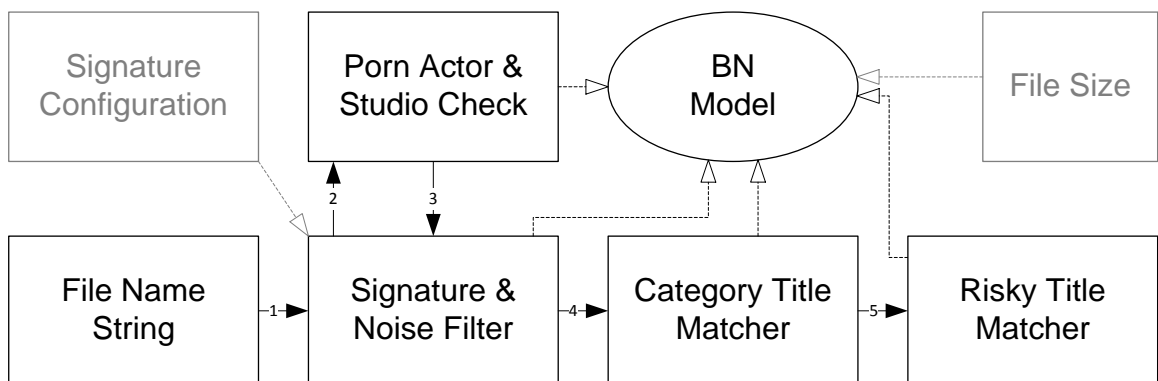 Signature
Configuration
Porn Actor &
Studio Check
BN
Model
File Size
2
3
File Name
String
1
Signature &
Noise Filter
4
Category Title
Matcher
5
Risky Title
Matcher